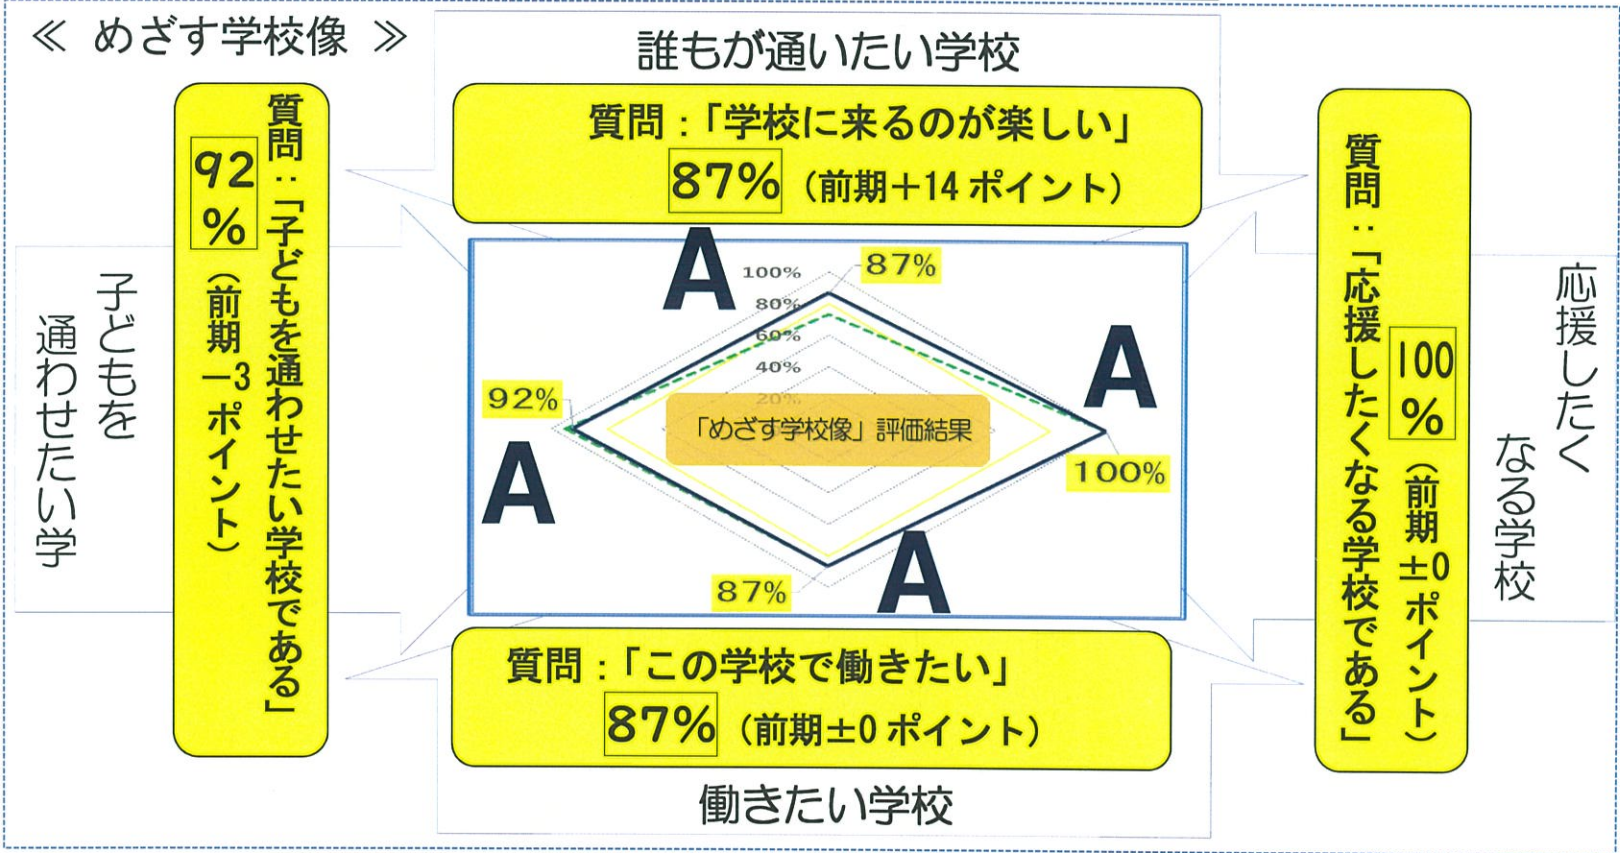 ≪ めざす学校像 ≫
誰もが通いたい学校
質問：「学校に来るのが楽しい」
87%（前期＋14 ポイント）
子どもを
通わせたい学
質問：「子どもを通わせたい学校である」
92
%
（前期－3 ポイント）
A
100%
80%
60%
40%
20%
87%
A
92%
「めざす学校像」評価結果
100%
A
87%
A
応援したく
なる学校
100
%
（前期±0 ポイント）
質問：「応援したくなる学校である」
質問：「この学校で働きたい」
87%（前期±0 ポイント）
働きたい学校